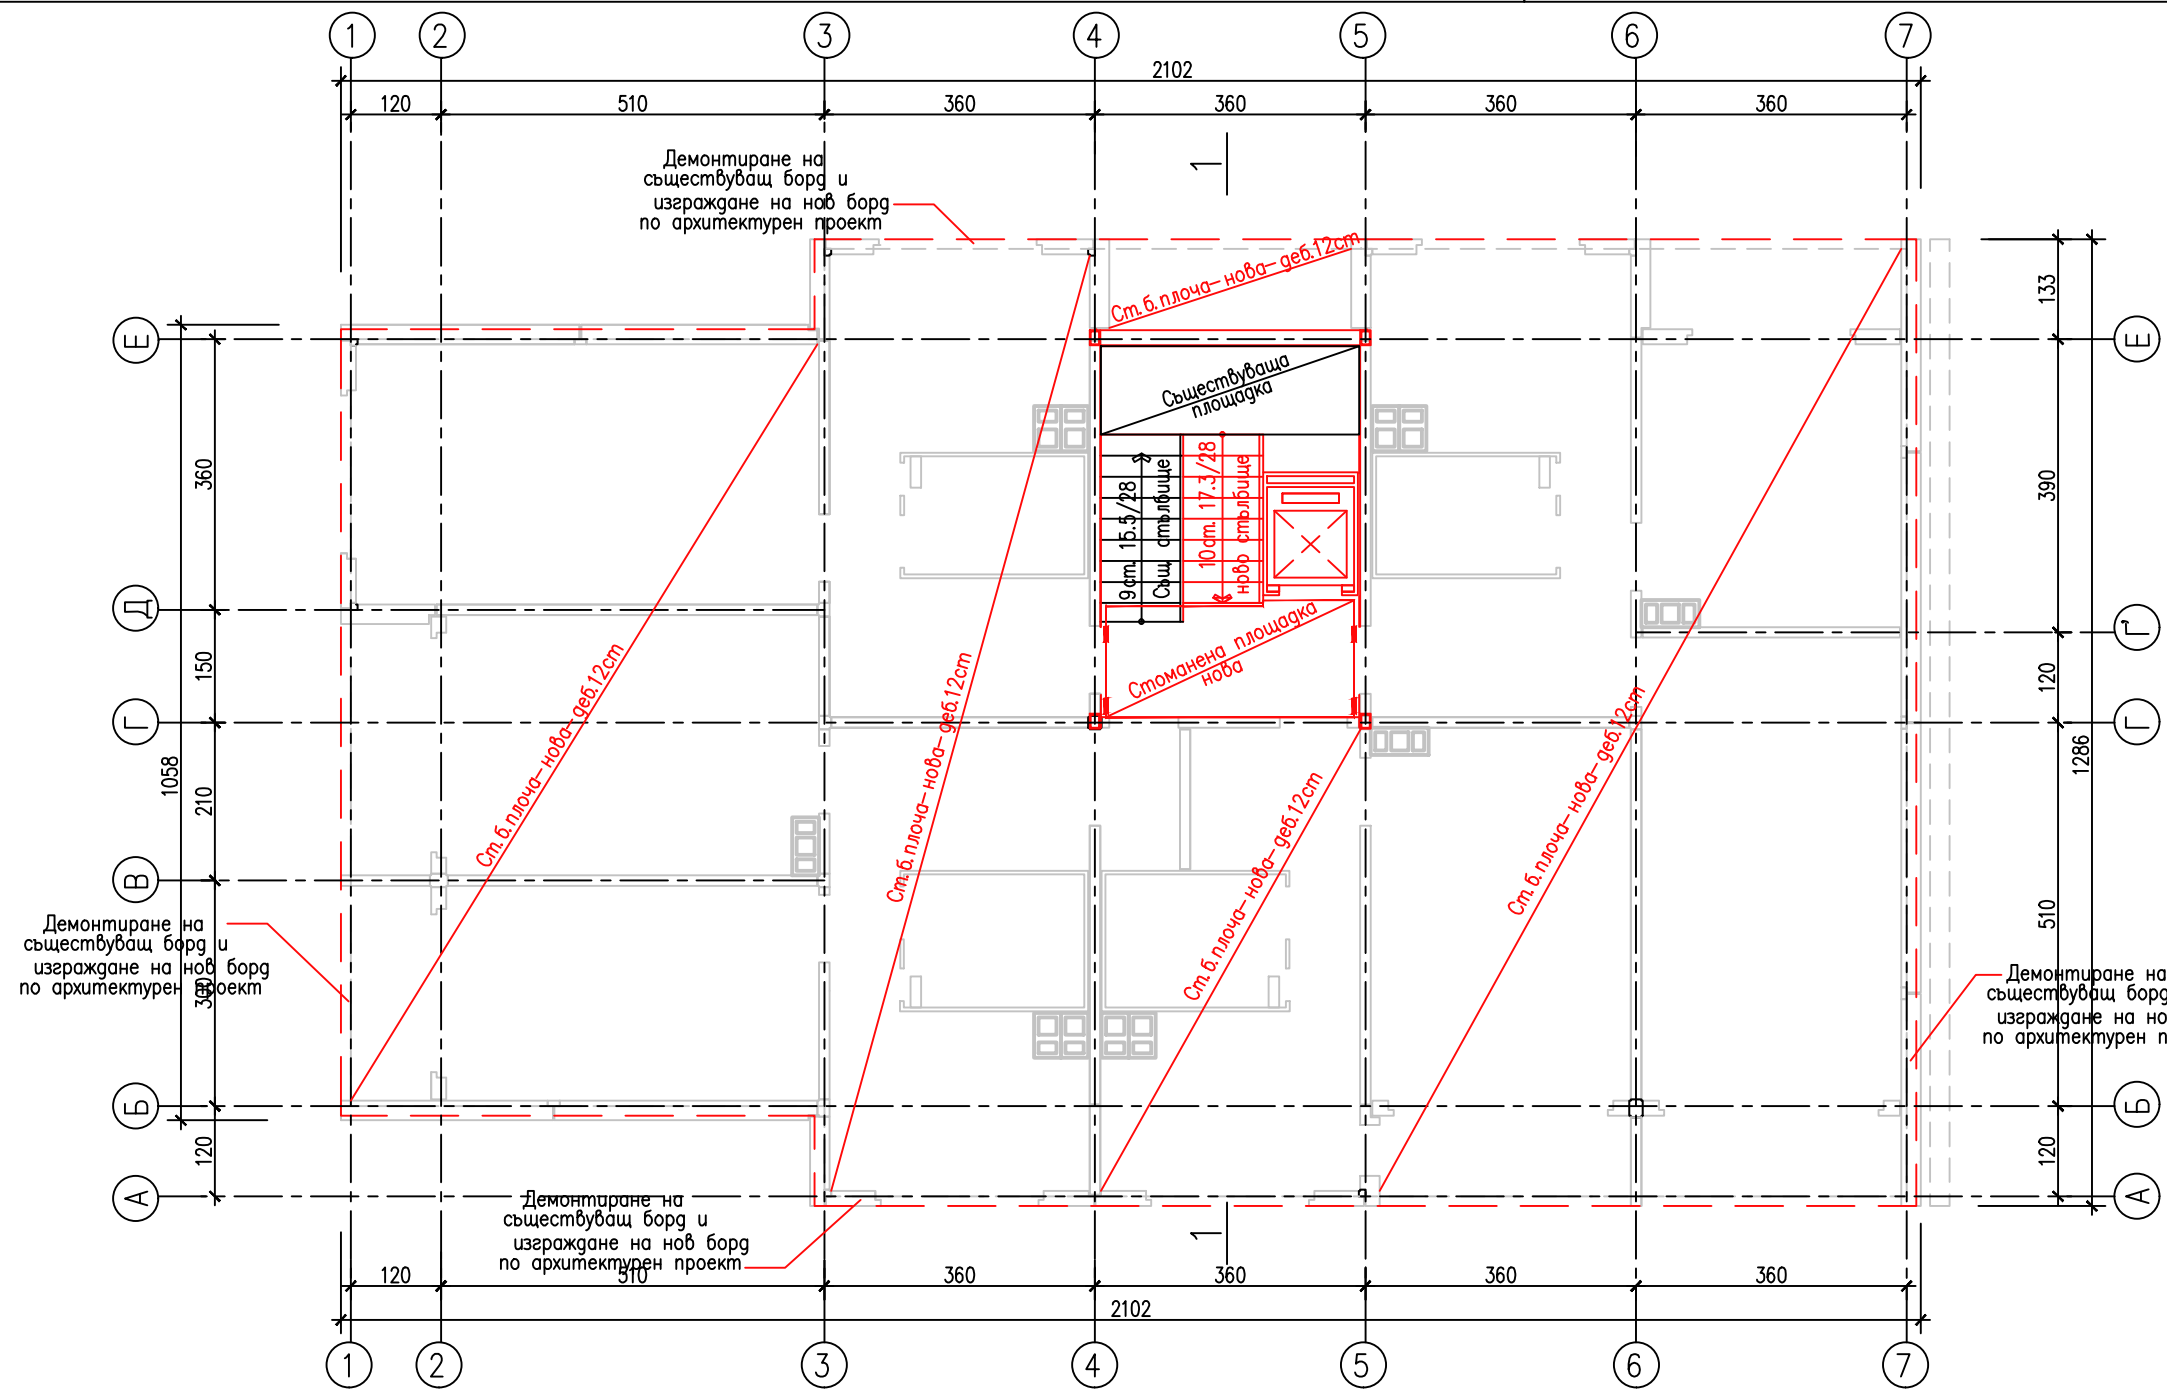 1 2 3 4 5 6 7
2102
120 510 360 360 360 360
Демонтиране на
съществуващ борд и
изграждане на нов борд
по архитектурен проект
1
Ст.б.плоча-нова-деб.12cm
133
Е
Е
Съществуваща
площадка
360
390
9ст. 15.5/28
Същ. стълбище
10ст. 17.3/28
ново стълбище
Д
Г'
Стоманена площадка
нова
150
120
Г
Г
Ст.б.плоча-нова-деб.12cm
Ст.б.плоча-нова-деб.12cm
Ст.б.плоча-нова-деб.12cm
Ст.б.плоча-нова-деб.12cm
1058
210
1286
В
510
Демонтиране на
съществуващ борд и
изграждане на нов борд
по архитектурен проект
300
Демонтиране на
съществуващ борд
изграждане на но
по архитектурен п
Б
Б
120
120
А
А
Демонтиране на
съществуващ борд и
изграждане на нов борд
по архитектурен проект
1
120 510 360 360 360 360
2102
1 2 3 4 5 6 7